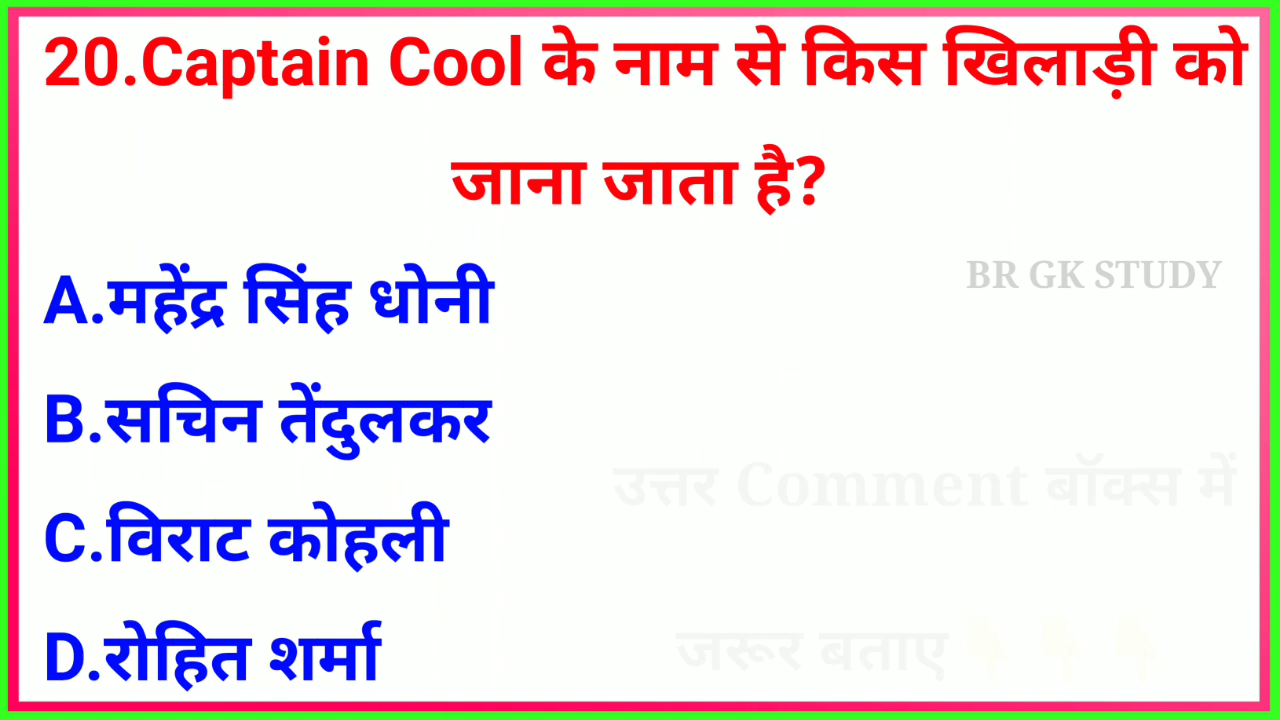 20.Captain Cool के नाम से किस खिलाड़ी को
जाना जाता है?
BR GK STUDY
A.महेंद्र सिंह धोनी
B.सचिन तेंदुलकर
उत्तर Comment बॉक्स में
C.विराट कोहली
जरूर बताए 👇👇👇
D.रोहित शर्मा